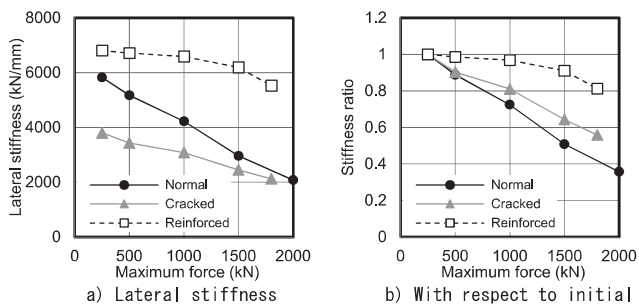 8000
6000
4000
2000
0
Lateral stiffness (kN/mm)
Normal
Cracked
Reinforced
0 500 1000 1500 2000
Maximum force (kN)
a) Lateral stiffness
1.2
1
0.8
0.6
0.4
0.2
0
Stiffness ratio
Normal
Cracked
Reinforced
0 500 1000 1500 2000
Maximum force (kN)
b) With respect to initial